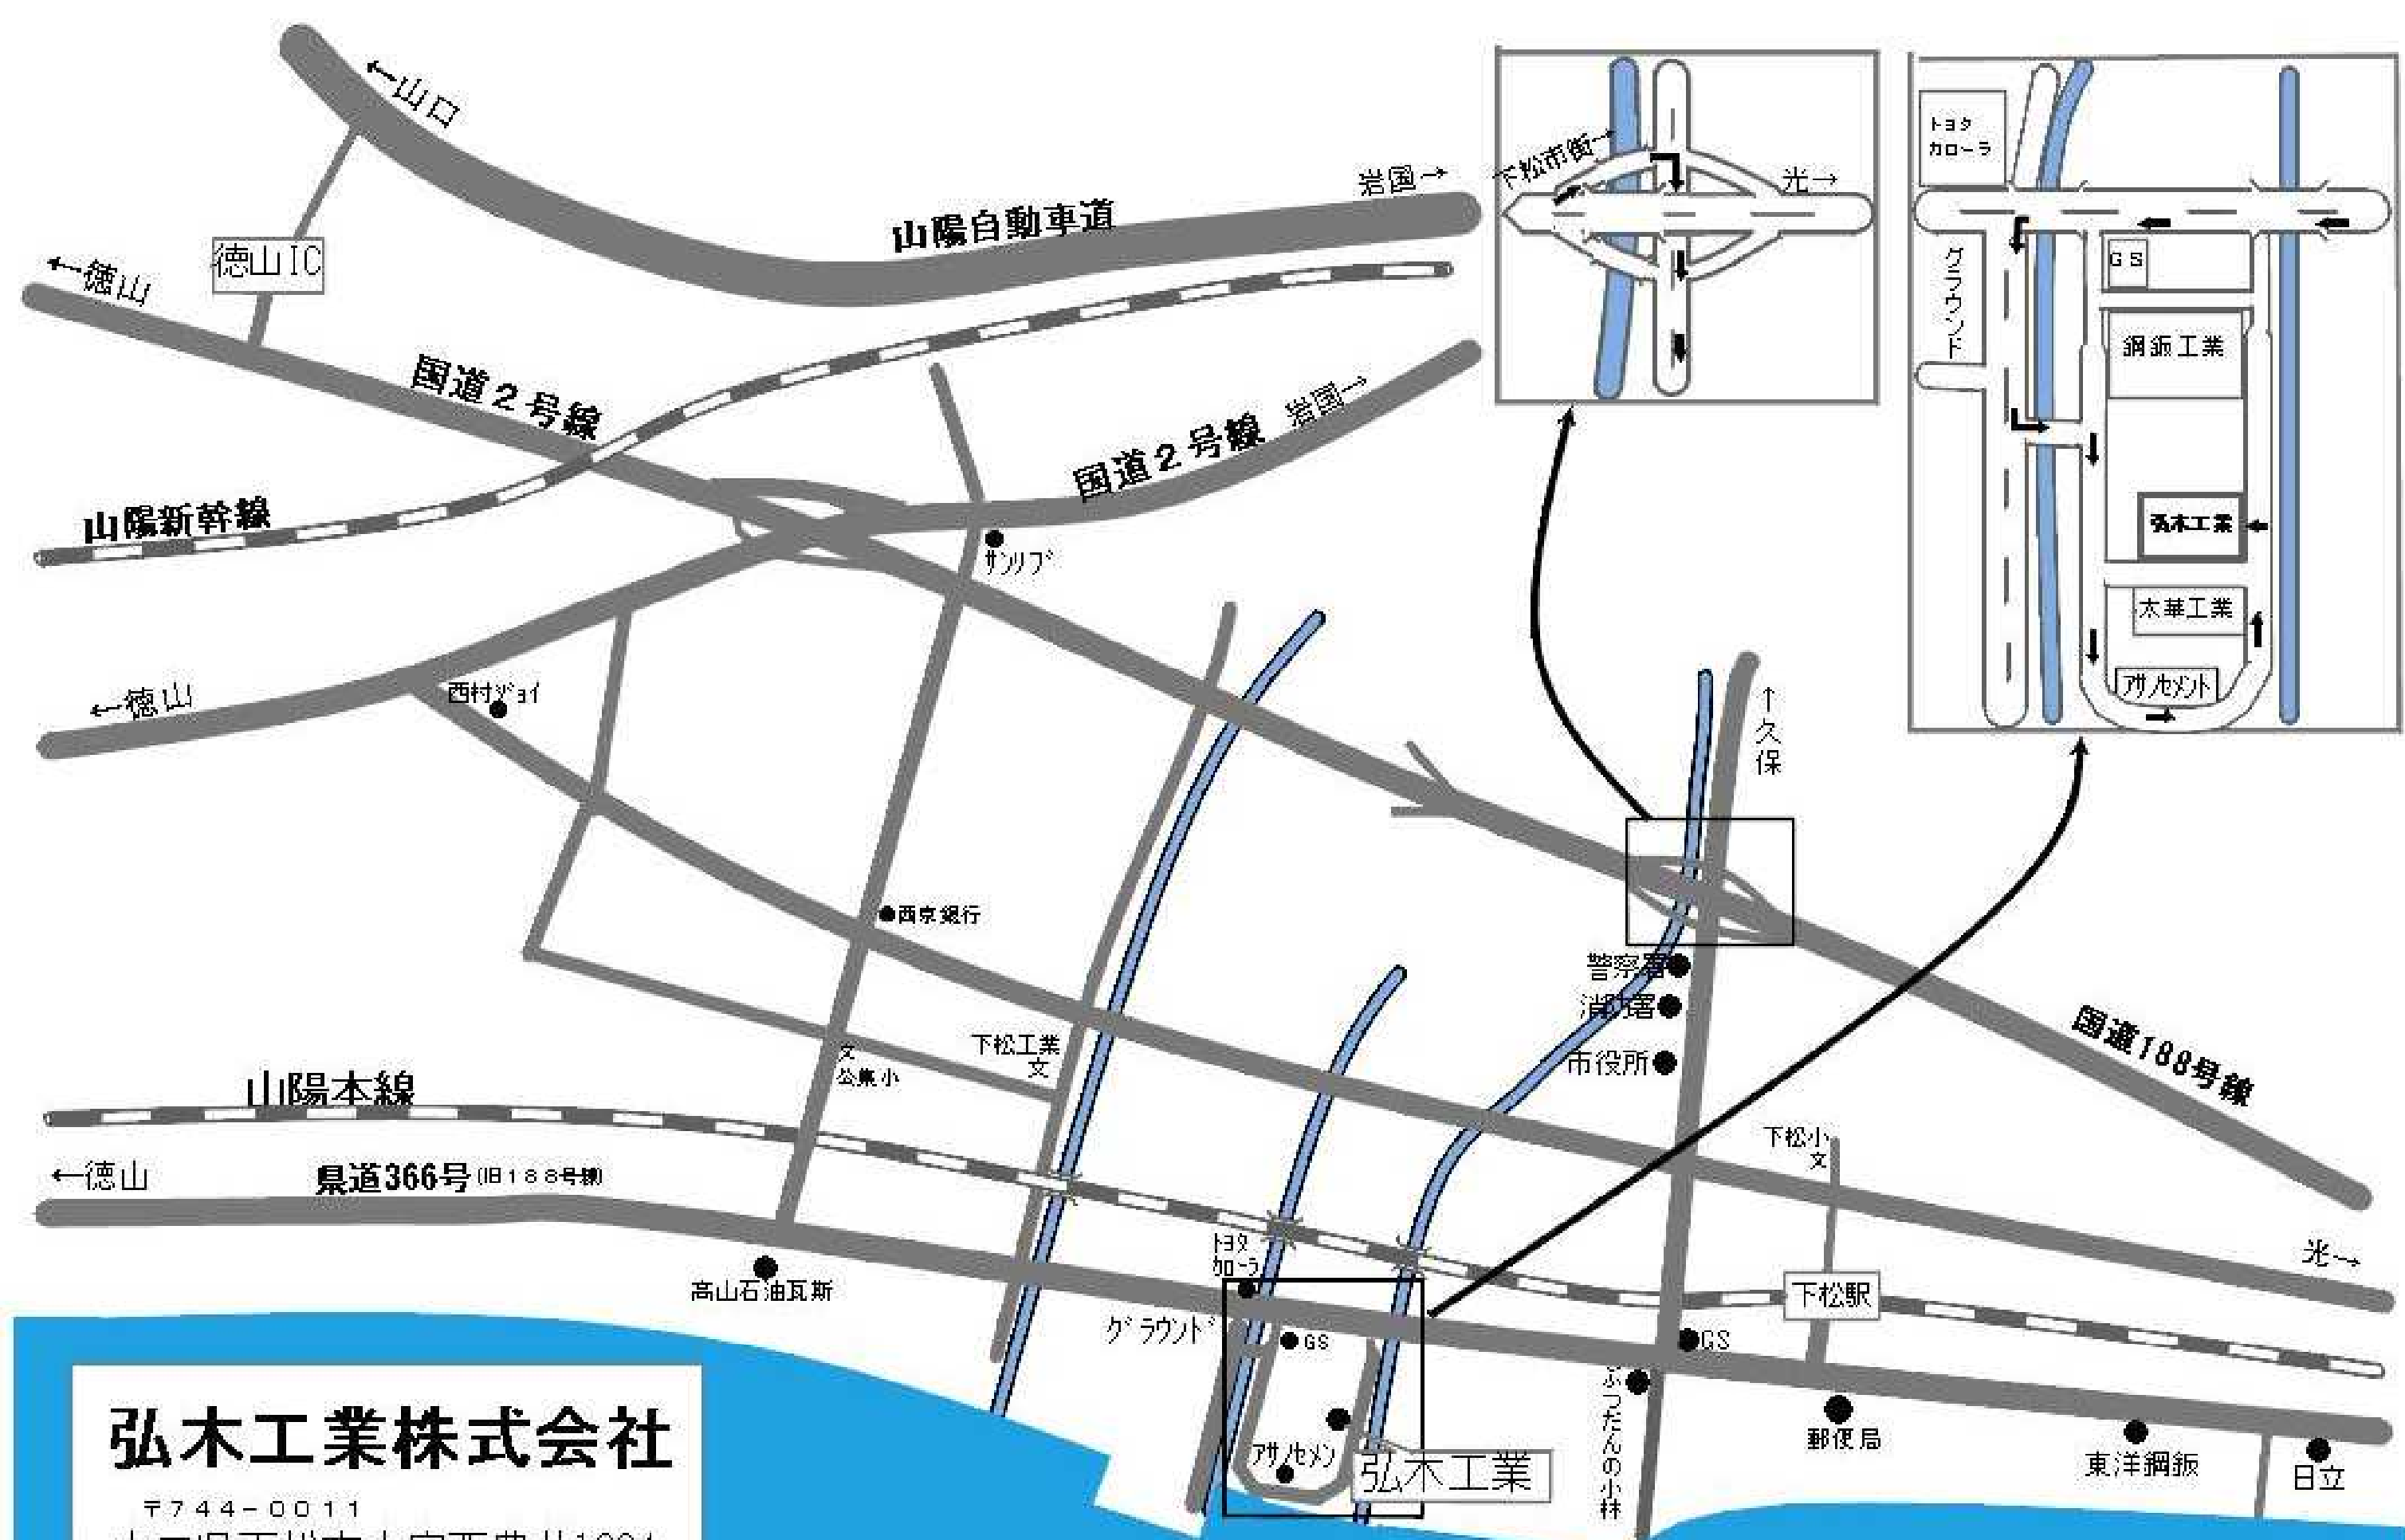 ←山口
岩国→
山陽自動車道
徳山IC
←徳山
国道2号線
国道2号線
岩国→
山陽新幹線
サンリブ
←徳山
西村ジョイ
西京銀行
↑久保
警察署
消防署
市役所
国道188号線
下松工業
文
文
公集小
山陽本線
←徳山
県道366号(旧188号線)
下松小
文
光→
下松駅
トヨタ
カローラ
高山石油瓦斯
グラウンド
GS
GS
アサノセメン
弘木工業
ぶつだんの小林
郵便局
東洋鋼鈑
日立
下松市街→
光→
トヨタ
カローラ
グラウンド
GS
鋼鈑工業
弘木工業
太華工業
アサノセメント
弘木工業株式会社
〒744-0011